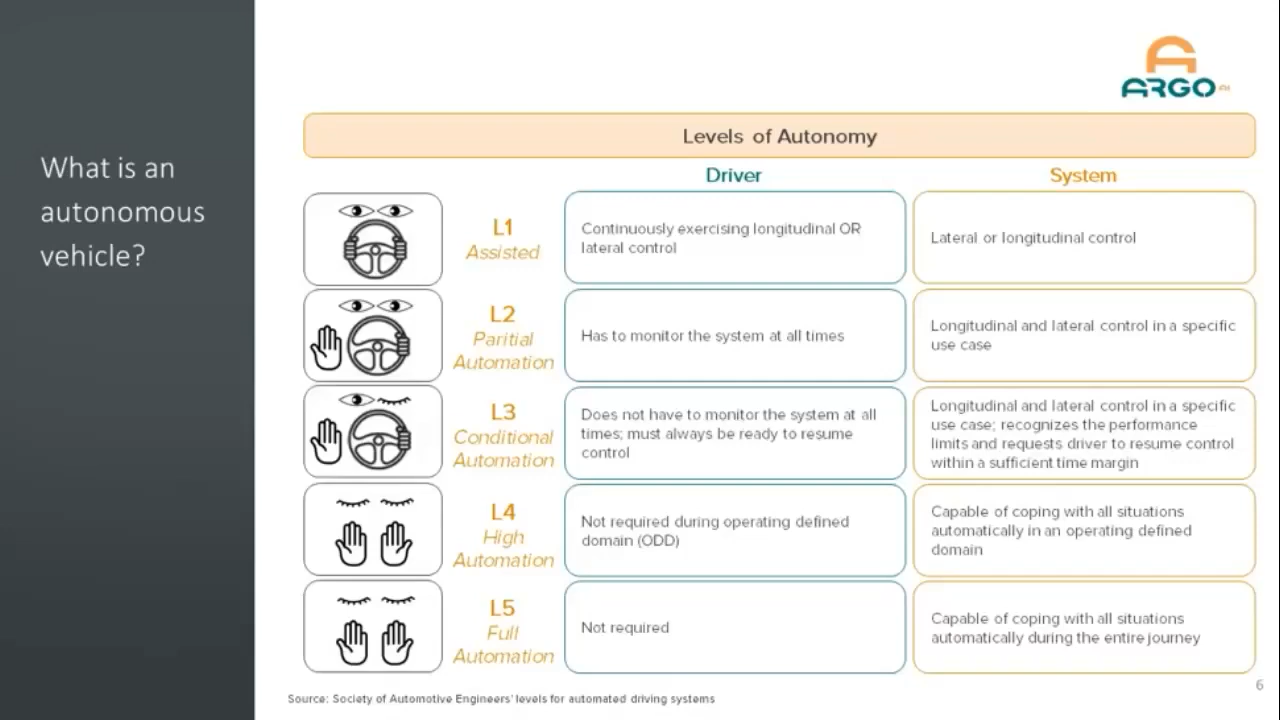 What is an
autonomous
vehicle?
ARGO AI
Levels of Autonomy
Driver
System
L1
Assisted
Continuously exercising longitudinal OR
lateral control
Lateral or longitudinal control
L2
Paritial
Automation
Has to monitor the system at all times
Longitudinal and lateral control in a specific
use case
L3
Conditional
Automation
Does not have to monitor the system at all
times; must always be ready to resume
control
Longitudinal and lateral control in a specific
use case; recognizes the performance
limits and requests driver to resume control
within a sufficient time margin
L4
High
Automation
Not required during operating defined
domain (ODD)
Capable of coping with all situations
automatically in an operating defined
domain
L5
Full
Automation
Not required
Capable of coping with all situations
automatically during the entire journey
Source: Society of Automotive Engineers' levels for automated driving systems
6